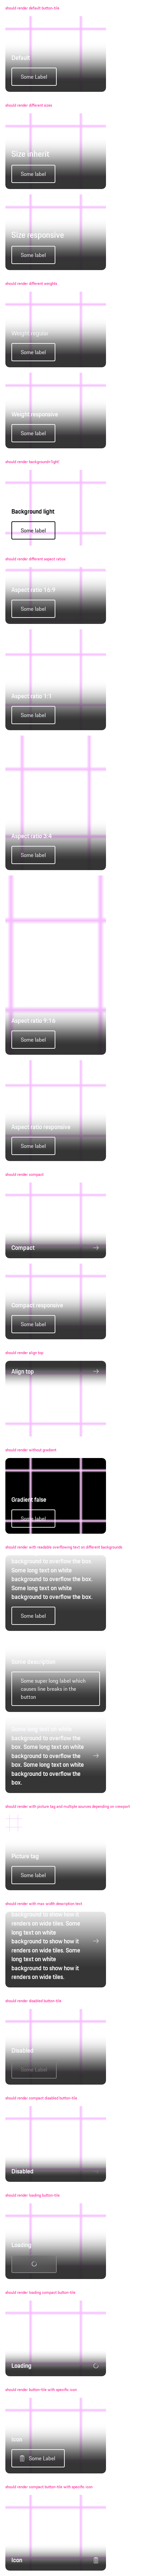 should render default button-tile
Default
Some Label
should render different sizes
Size inherit
Some label
Size responsive
Some label
should render different weights
Weight regular
Some label
Weight responsive
Some label
should render background=light
Background light
Some label
should render different aspect ratios
Aspect ratio 16:9
Some label
Aspect ratio 1:1
Some label
Aspect ratio 3:4
Some label
Aspect ratio 9:16
Some label
Aspect ratio responsive
Some label
should render compact
Compact
Compact responsive
Some label
should render align top
Align top
should render without gradient
Gradient false
Some label
should render with readable overflowing text on different backgrounds
background to overflow the box.
Some long text on white
background to overflow the box.
Some long text on white
background to overflow the box.
Some label
Some description
Some super long label which
causes line breaks in the
button
Some long text on white
background to overflow the
box. Some long text on white
background to overflow the
box. Some long text on white
background to overflow the
box.
should render with picture tag and multiple sources depending on viewport
Picture tag
Some label
should render with max-width description text
background to show how it
renders on wide tiles. Some
long text on white
background to show how it
renders on wide tiles. Some
long text on white
background to show how it
renders on wide tiles.
should render disabled button-tile
Disabled
Some Label
should render compact disabled button-tile
Disabled
should render loading button-tile
Loading
should render loading compact button-tile
Loading
should render button-tile with specific icon
Icon
Some Label
should render compact button-tile with specific icon
Icon